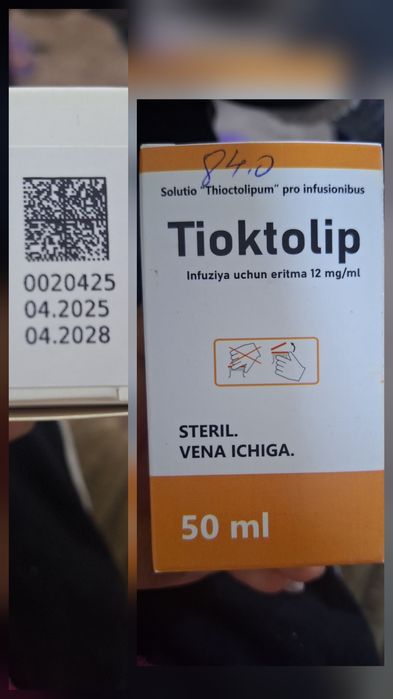 0020425
04.2025
04.2028
84.0
Solutio "Thioctolipum" pro infusionibus
Tioktolip
Infuziya uchun eritma 12 mg/ml
STERIL.
VENA ICHIGA.
50 ml